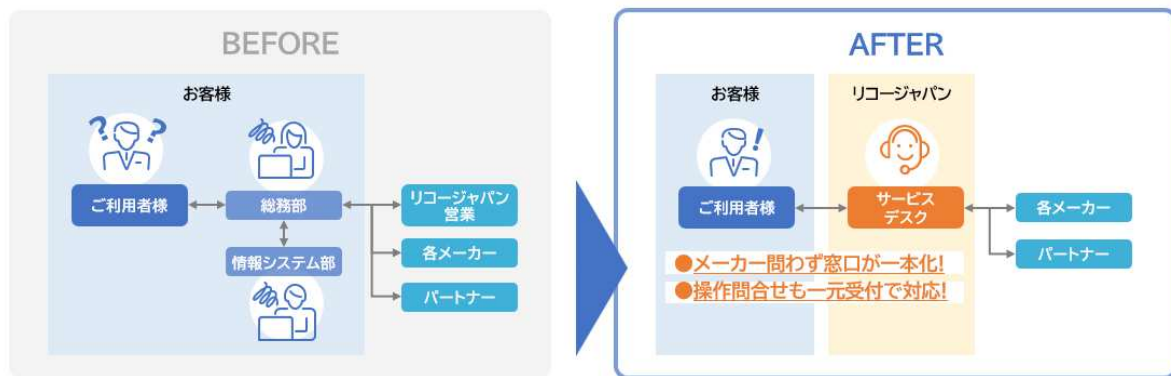 BEFORE
お客様
? ?
ご利用者様
総務部
情報システム部
リコージャパン
営業
各メーカー
パートナー
AFTER
お客様
リコージャパン
!
ご利用者様
サービス
デスク
各メーカー
パートナー
●メーカー問わず窓口が一本化!
●操作問合せも一元受付で対応!